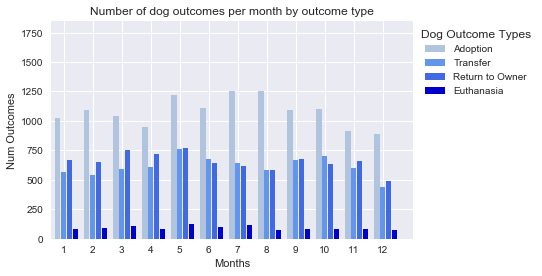 Number of dog outcomes per month by outcome type
1750
1500
1250
1000
750
500
250
0
Num Outcomes
1 2 3 4 5 6 7 8 9 10 11 12
Months
Dog Outcome Types
Adoption
Transfer
Return to Owner
Euthanasia